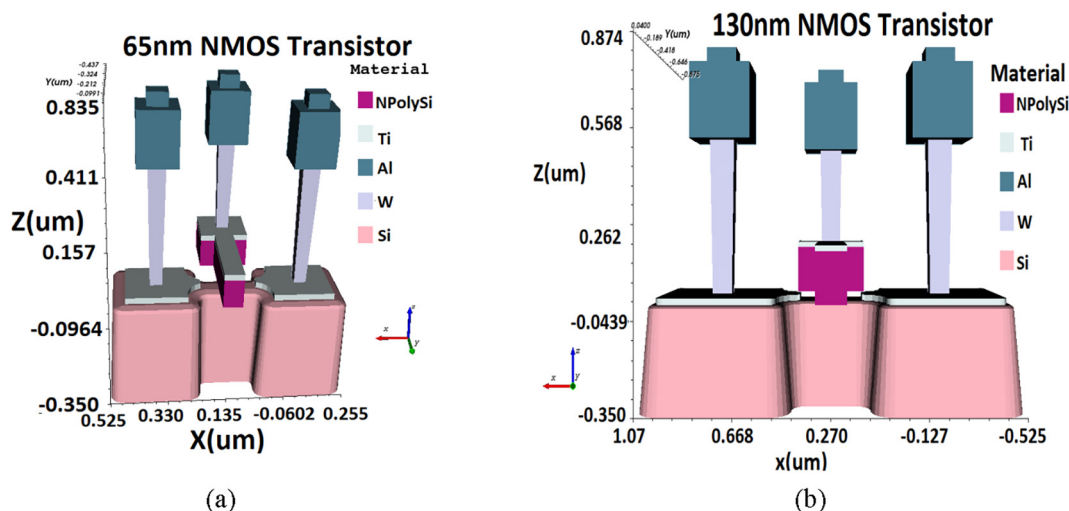 65nm NMOS Transistor
-0.437
-0.324
Y(um)
-0.212
-0.0991
Material
NPolySi
Ti
Al
W
Si
0.835
0.411
Z(um)
0.157
-0.0964
-0.350
0.525
0.330
0.135
-0.0602
0.255
X(um)
z
x
y
(a)
130nm NMOS Transistor
0.0400
Y(um)
-0.189
-0.418
-0.646
-0.875
Material
NPolySi
Ti
Al
W
Si
0.874
0.568
Z(um)
0.262
-0.0439
-0.350
1.07
0.668
0.270
-0.127
-0.525
x(um)
z
x
y
(b)